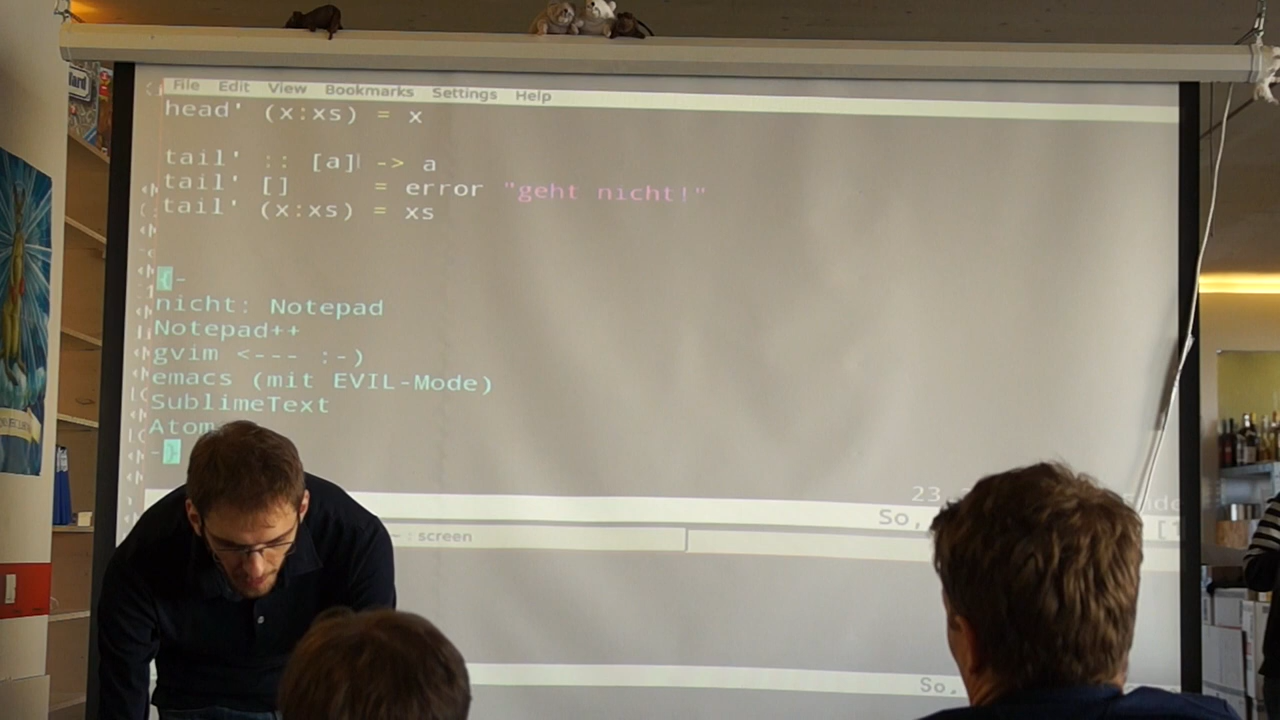 File Edit View Bookmarks Settings Help
head' (x:xs) = x
tail' :: [a] -> a
tail' [] = error "geht nicht!"
tail' (x:xs) = xs
{-
nicht: Notepad
Notepad++
gvim <--- :-)
emacs (mit EVIL-Mode)
SublimeText
Atom
-}
23,
So,
: screen
So,